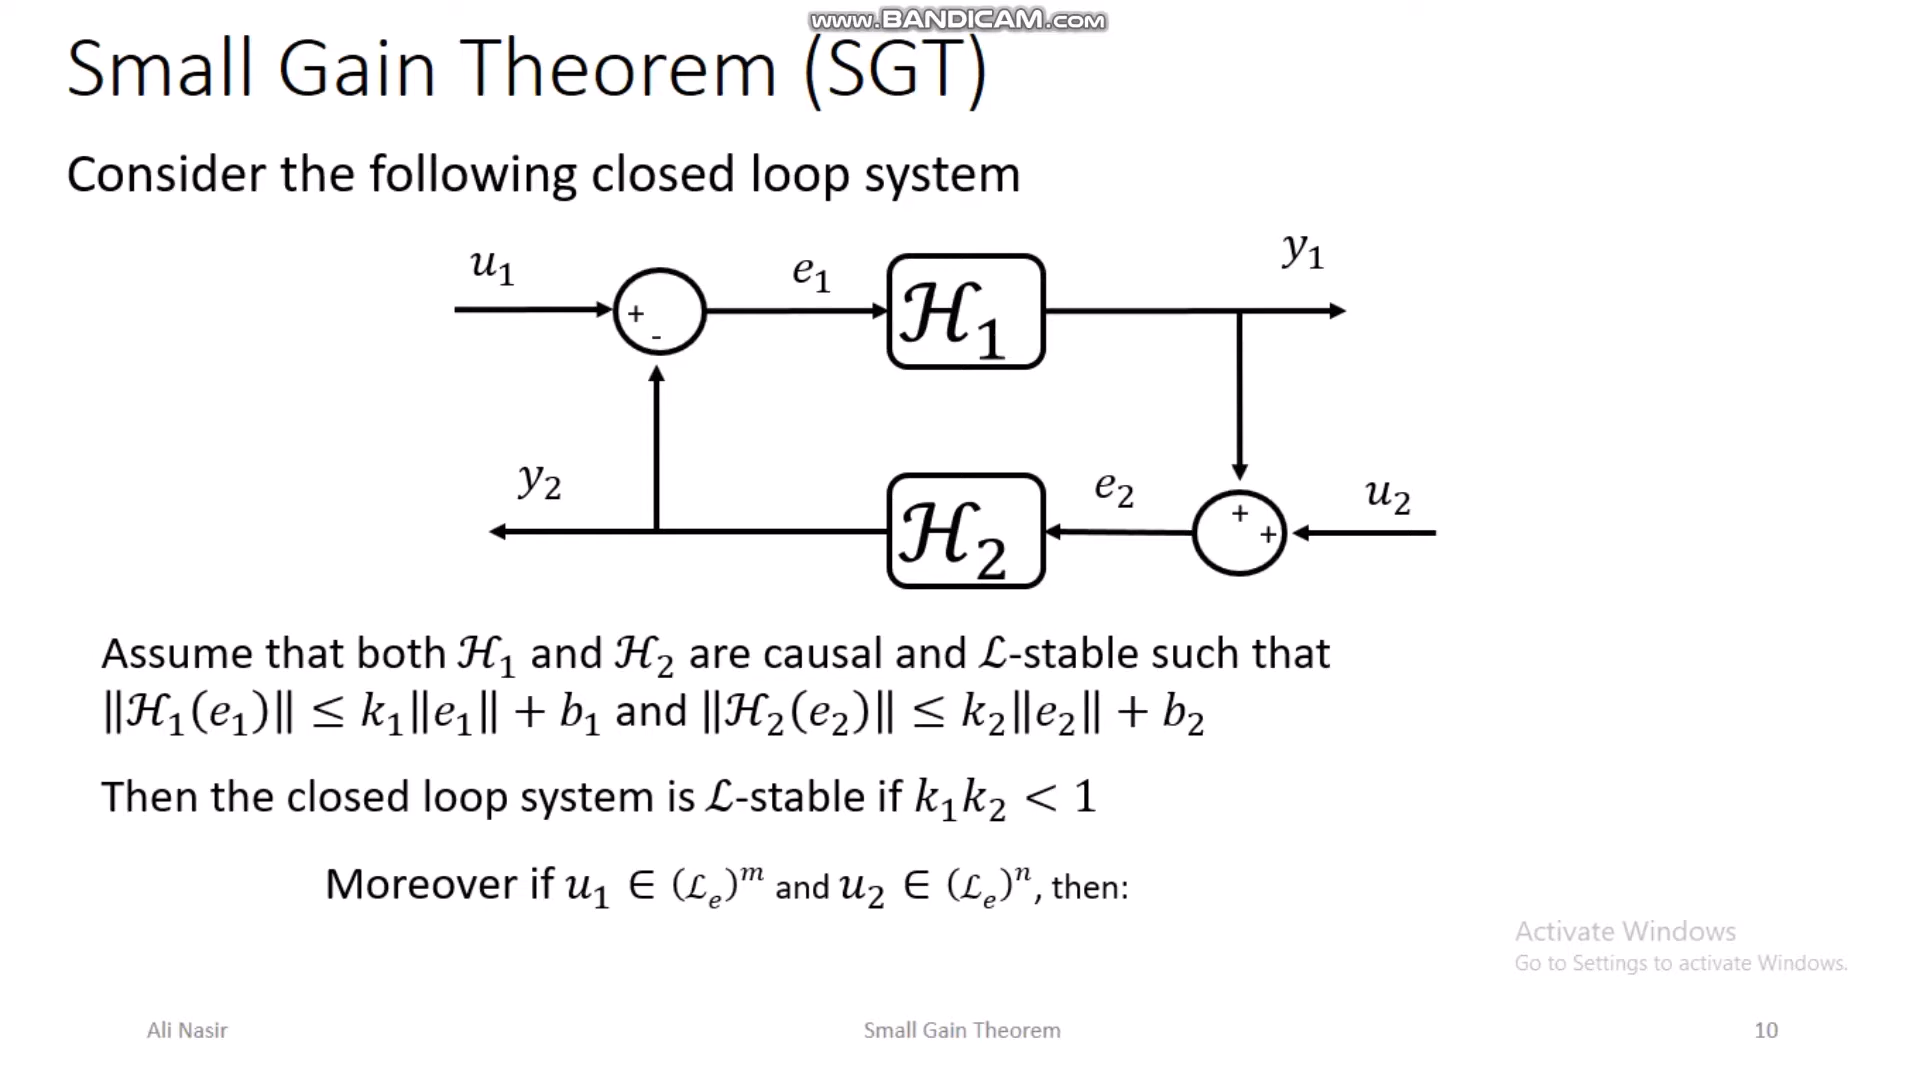 www.BANDICAM.com
Small Gain Theorem (SGT)
Consider the following closed loop system
u₁
+
-
e₁
ℋ₁
y₁
y₂
ℋ₂
e₂
+
+
u₂
Assume that both ℋ₁ and ℋ₂ are causal and ℒ-stable such that
‖ℋ₁(e₁)‖ ≤ k₁‖e₁‖ + b₁ and ‖ℋ₂(e₂)‖ ≤ k₂‖e₂‖ + b₂
Then the closed loop system is ℒ-stable if k₁k₂ < 1
Moreover if u₁ ∈ (ℒₑ)ᵐ and u₂ ∈ (ℒₑ)ⁿ, then:
Activate Windows
Go to Settings to activate Windows.
Ali Nasir
Small Gain Theorem
10